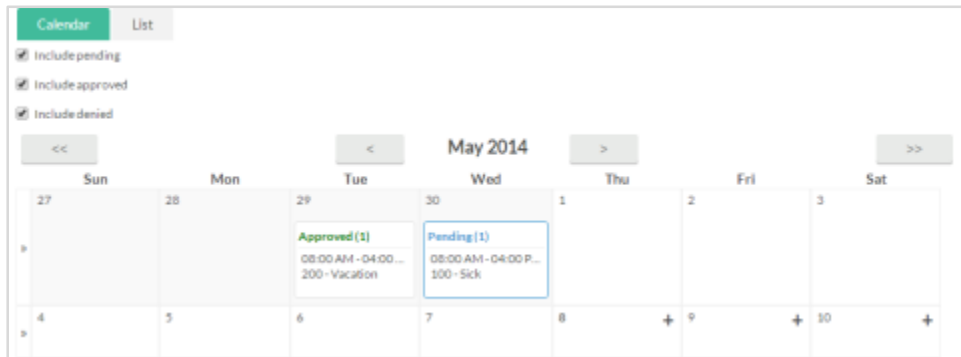 Calendar List
Include pending
Include approved
Include denied
<< < May 2014 > >>
Sun Mon Tue Wed Thu Fri Sat
27 28 29 30 1 2 3
Approved (1) Pending (1)
08:00 AM - 04:00 ... 08:00 AM - 04:00 P...
200 - Vacation 100 - Sick
»
4 5 6 7 8 + 9 + 10 +
»